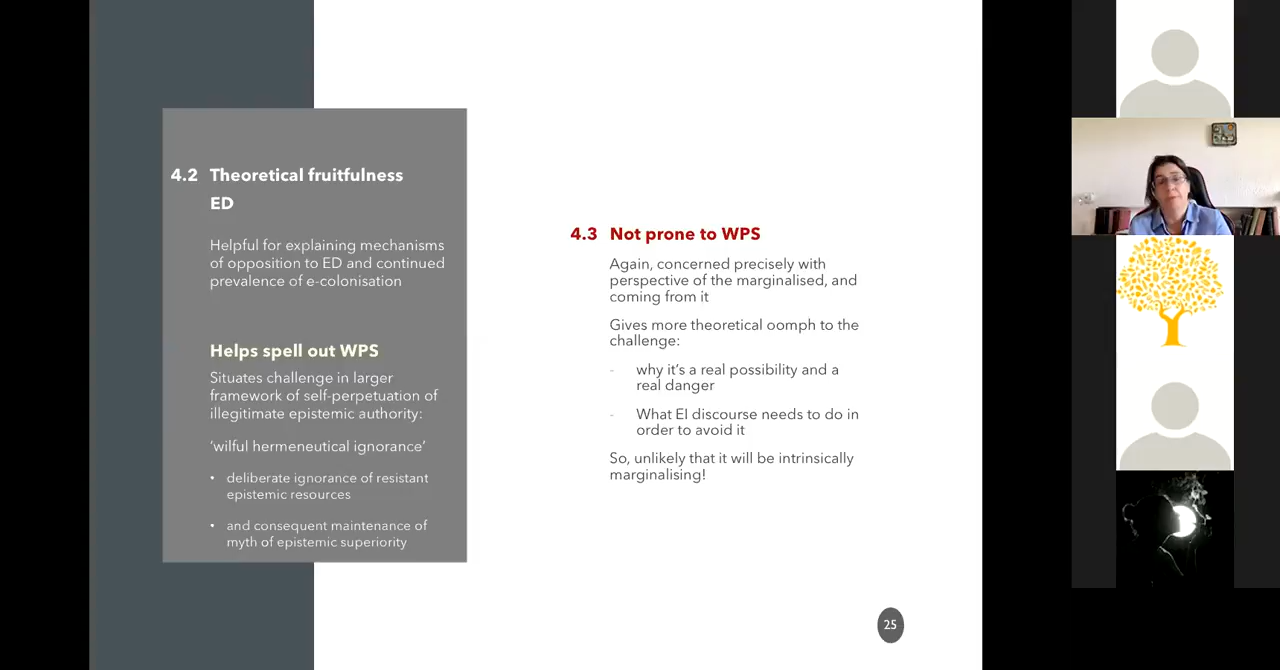 4.2 Theoretical fruitfulness
ED
Helpful for explaining mechanisms
of opposition to ED and continued
prevalence of e-colonisation
Helps spell out WPS
Situates challenge in larger
framework of self-perpetuation of
illegitimate epistemic authority:
‘wilful hermeneutical ignorance’
• deliberate ignorance of resistant
epistemic resources
• and consequent maintenance of
myth of epistemic superiority
4.3 Not prone to WPS
Again, concerned precisely with
perspective of the marginalised, and
coming from it
Gives more theoretical oomph to the
challenge:
- why it’s a real possibility and a
real danger
- What EI discourse needs to do in
order to avoid it
So, unlikely that it will be intrinsically
marginalising!
25